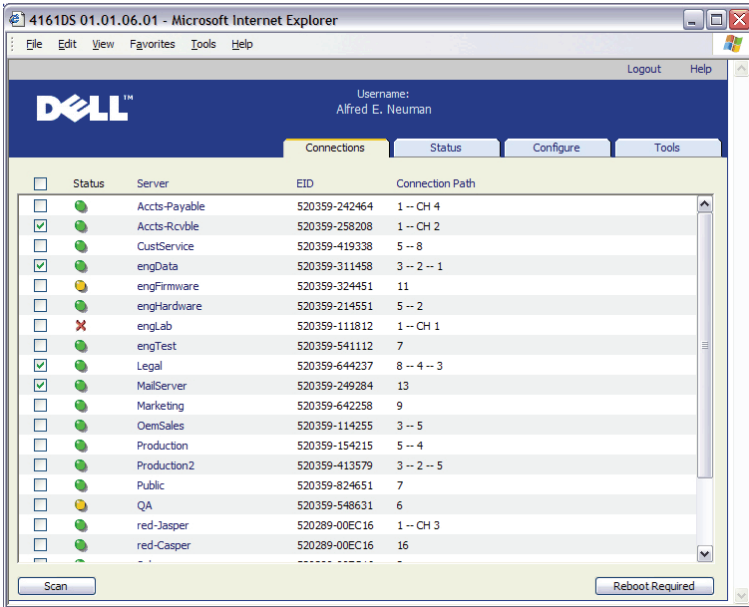 4161DS 01.01.06.01 - Microsoft Internet Explorer
File Edit View Favorites Tools Help
Logout Help
DELL™
Username:
Alfred E. Neuman
Connections Status Configure Tools
Status Server EID Connection Path
Accts-Payable 520359-242464 1 -- CH 4
Accts-Rcvble 520359-258208 1 -- CH 2
CustService 520359-419338 5 -- 8
engData 520359-311458 3 -- 2 -- 1
engFirmware 520359-324451 11
engHardware 520359-214551 5 -- 2
engLab 520359-111812 1 -- CH 1
engTest 520359-541112 7
Legal 520359-644237 8 -- 4 -- 3
MailServer 520359-249284 13
Marketing 520359-642258 9
OemSales 520359-114255 3 -- 5
Production 520359-154215 5 -- 4
Production2 520359-413579 3 -- 2 -- 5
Public 520359-824651 7
QA 520359-548631 6
red-Jasper 520289-00EC16 1 -- CH 3
red-Casper 520289-00EC16 16
Scan Reboot Required